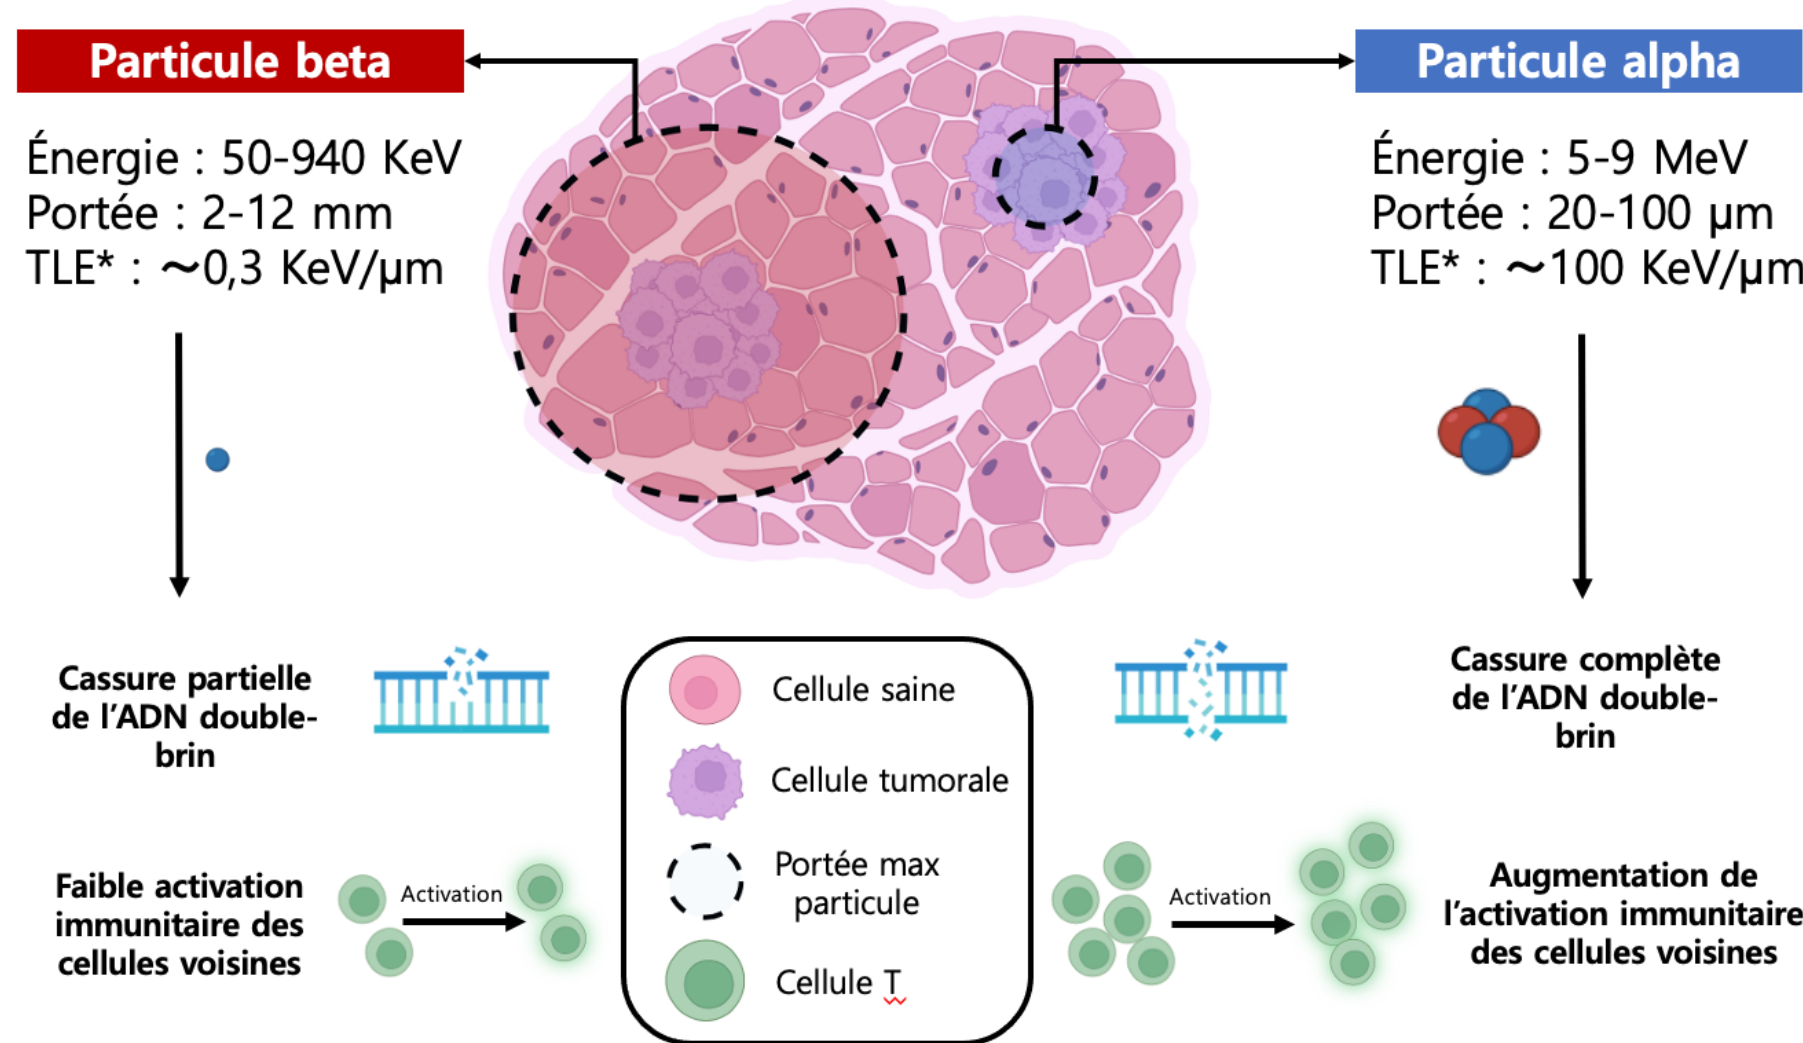 Particule beta
Énergie : 50-940 KeV
Portée : 2-12 mm
TLE* : ~0,3 KeV/µm
Particule alpha
Énergie : 5-9 MeV
Portée : 20-100 µm
TLE* : ~100 KeV/µm
Cassure partielle
de l'ADN double-
brin
Faible activation
immunitaire des
cellules voisines
Activation
Cellule saine
Cellule tumorale
Portée max
particule
Cellule T
Cassure complète
de l'ADN double-
brin
Activation
Augmentation de
l'activation immunitaire
des cellules voisines